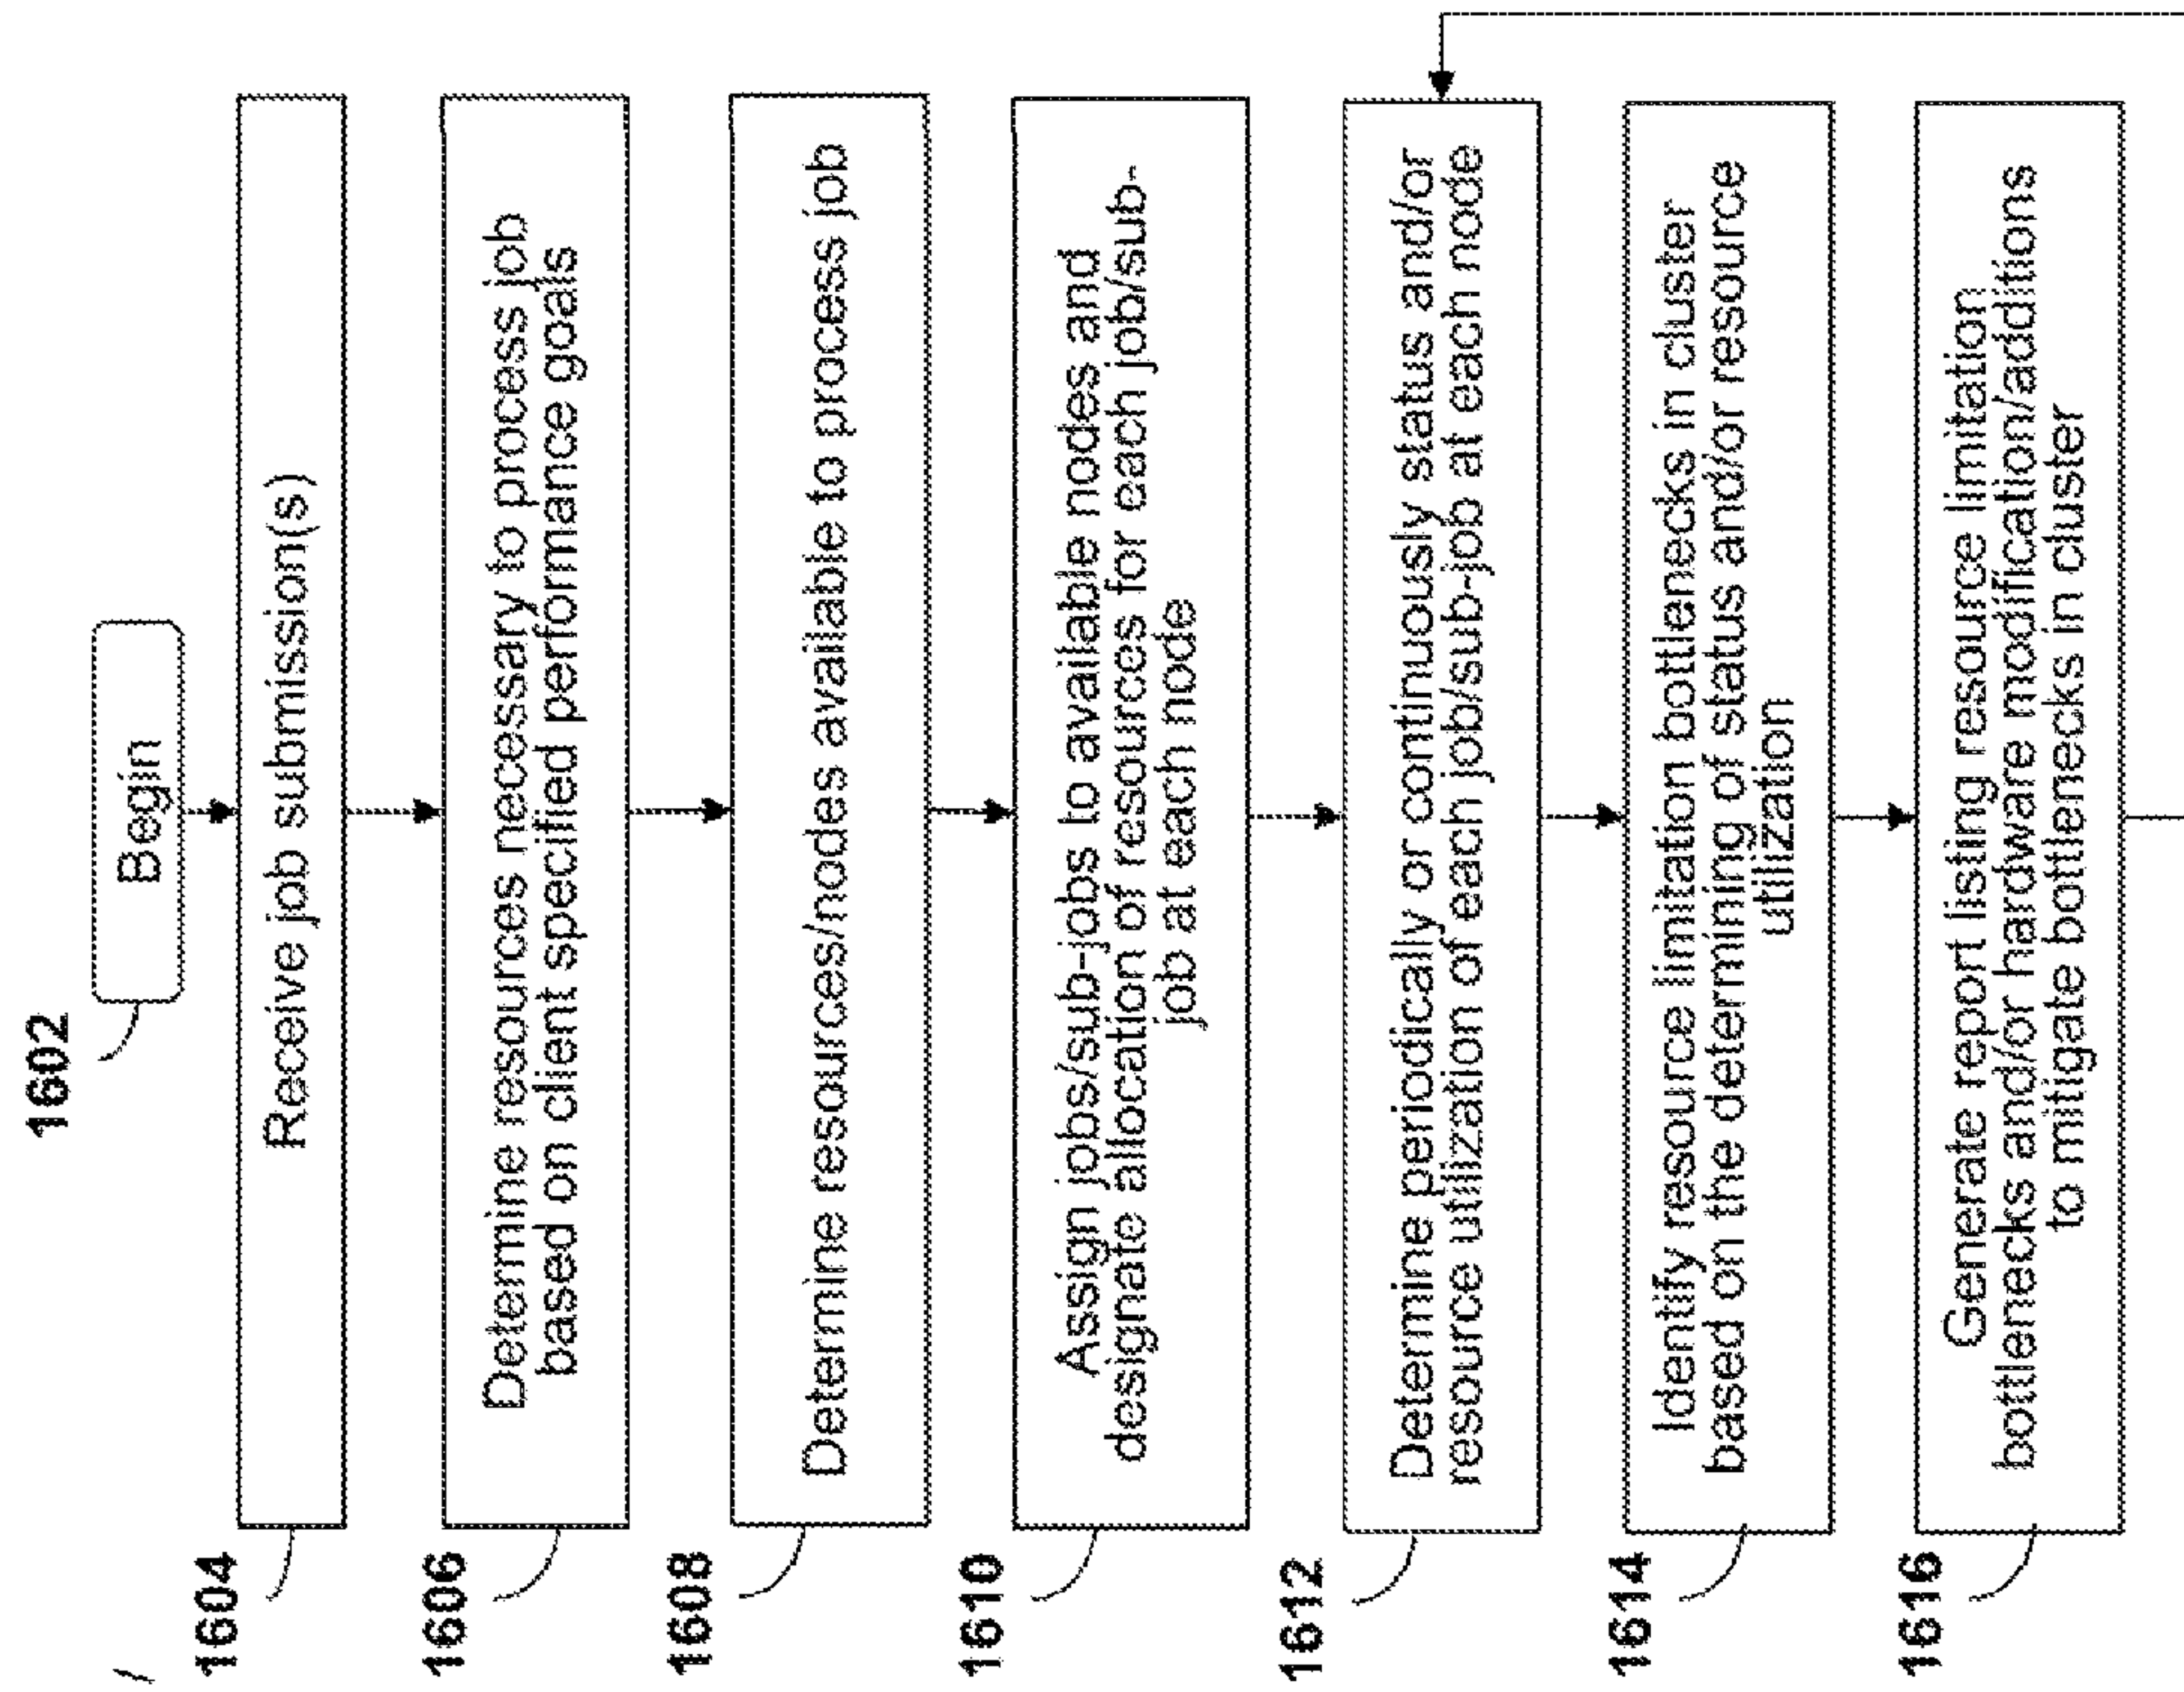 1602
Begin
1604
Receive job submission(s)
1606
Determine resources necessary to process job
based on client specified performance goals
1608
Determine resources/nodes available to process job
1610
Assign jobs/sub-jobs to available nodes and
designate allocation of resources for each job/sub-
job at each node
1612
Determine periodically or continuously status and/or
resource utilization of each job/sub-job at each node
1614
Identify resource limitation bottlenecks in cluster
based on the determining of status and/or resource
utilization
1616
Generate report listing resource limitation
bottlenecks and/or hardware modification/additions
to mitigate bottlenecks in cluster